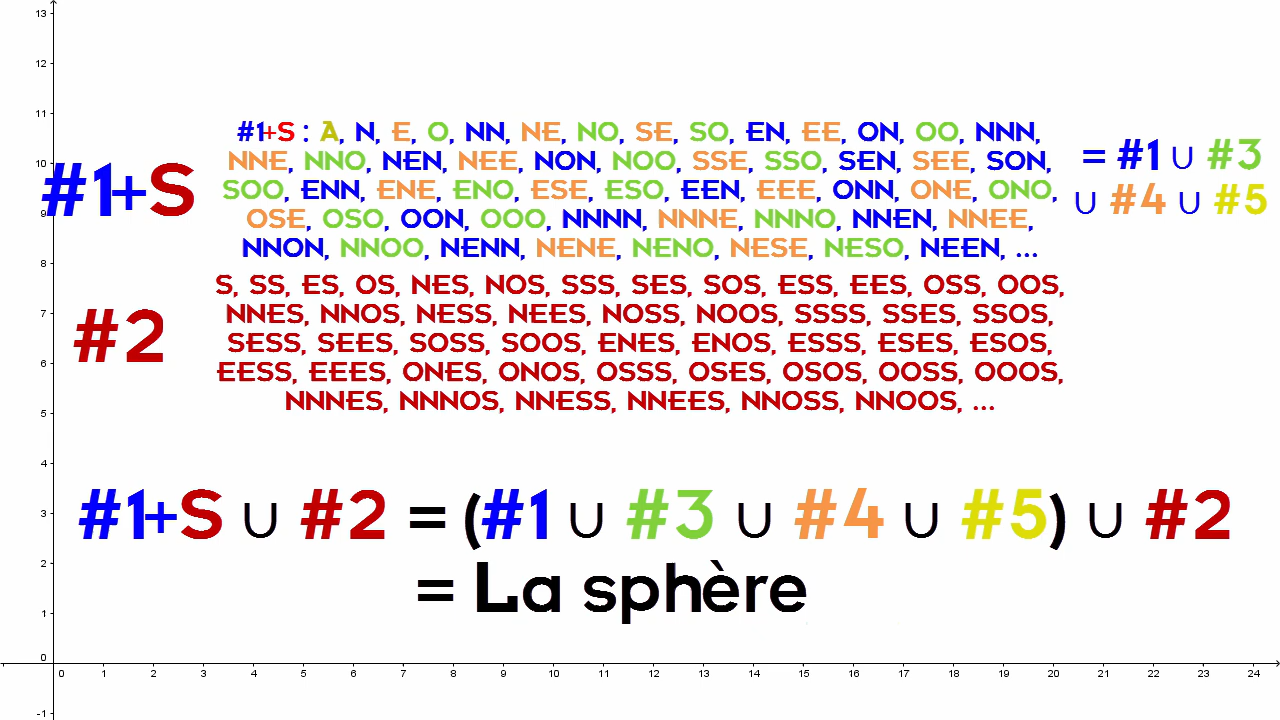 #1+S
#1+S : A, N, E, O, NN, NE, NO, SE, SO, EN, EE, ON, OO, NNN,
NNE, NNO, NEN, NEE, NON, NOO, SSE, SSO, SEN, SEE, SON,
SOO, ENN, ENE, ENO, ESE, ESO, EEN, EEE, ONN, ONE, ONO,
OSE, OSO, OON, OOO, NNNN, NNNE, NNNO, NNEN, NNEE,
NNON, NNOO, NENN, NENE, NENO, NESE, NESO, NEEN, ...
= #1 ∪ #3
∪ #4 ∪ #5
#2
S, SS, ES, OS, NES, NOS, SSS, SES, SOS, ESS, EES, OSS, OOS,
NNES, NNOS, NESS, NEES, NOSS, NOOS, SSSS, SSES, SSOS,
SESS, SEES, SOSS, SOOS, ENES, ENOS, ESSS, ESES, ESOS,
EESS, EEES, ONES, ONOS, OSSS, OSES, OSOS, OOSS, OOOS,
NNNES, NNNOS, NNESS, NNEES, NNOSS, NNOOS, ...
#1+S ∪ #2 = (#1 ∪ #3 ∪ #4 ∪ #5) ∪ #2
= La sphère
13
12
11
10
9
8
7
6
5
4
3
2
1
0
-1
0 1 2 3 4 5 6 7 8 9 10 11 12 13 14 15 16 17 18 19 20 21 22 23 24